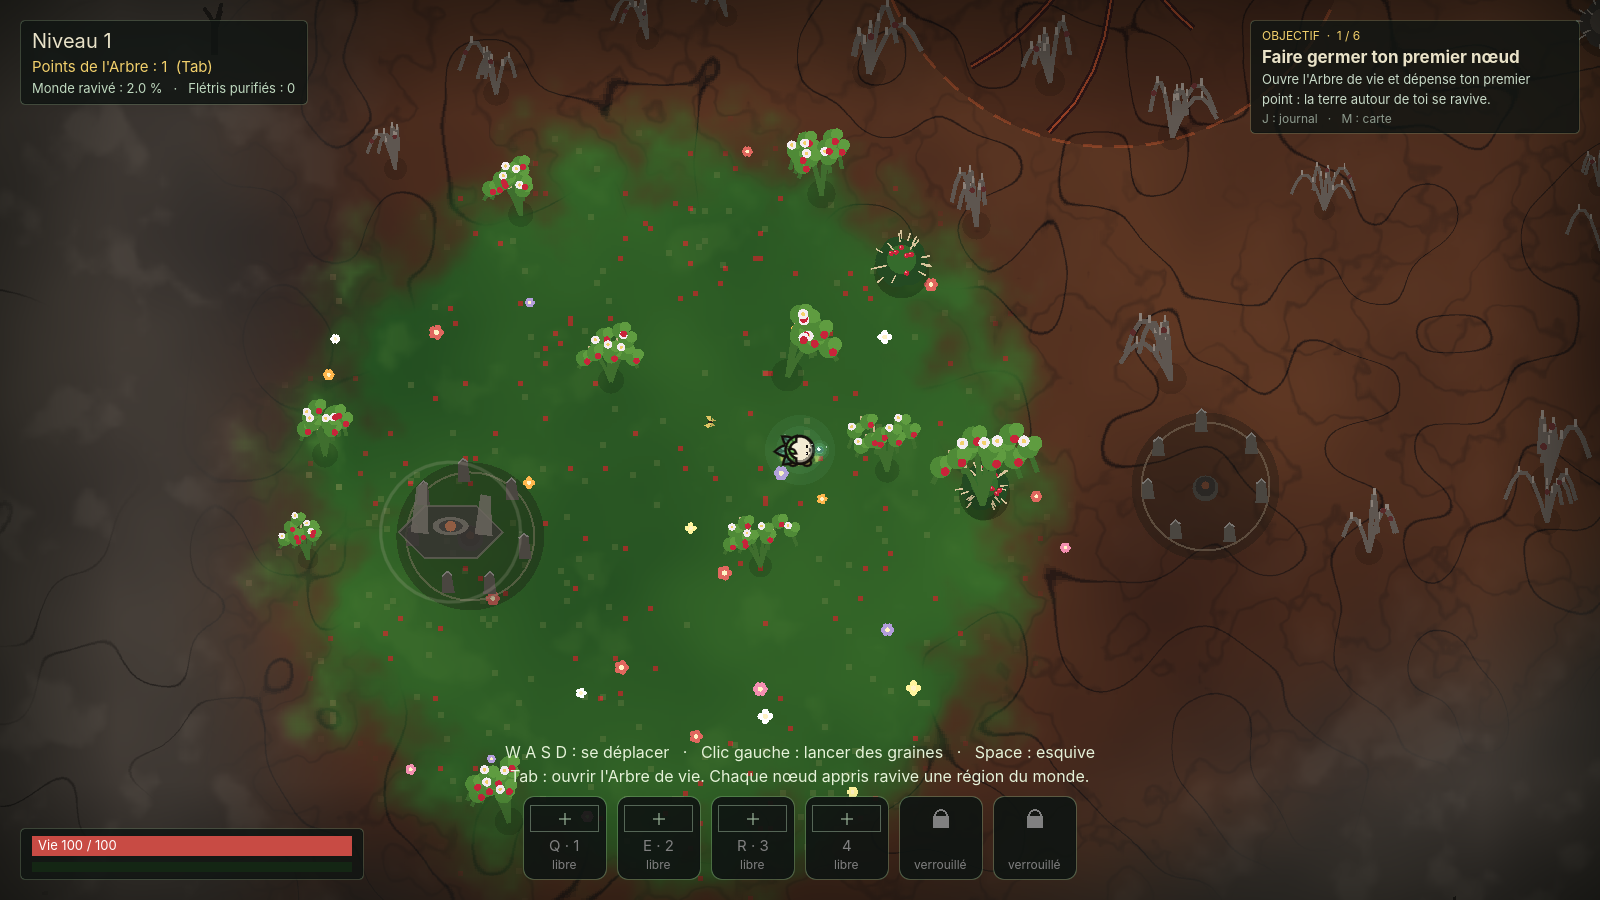 Niveau 1
Points de l'Arbre : 1 (Tab)
Monde ravivé : 2.0 % · Flétris purifiés : 0
OBJECTIF · 1 / 6
Faire germer ton premier nœud
Ouvre l'Arbre de vie et dépense ton premier
point : la terre autour de toi se ravive.
J : journal · M : carte
W A S D : se déplacer · Clic gauche : lancer des graines · Space : esquive
Tab : ouvrir l'Arbre de vie. Chaque nœud appris ravive une région du monde.
Vie 100 / 100
Q · 1
libre
E · 2
libre
R · 3
libre
4
libre
verrouillé
verrouillé